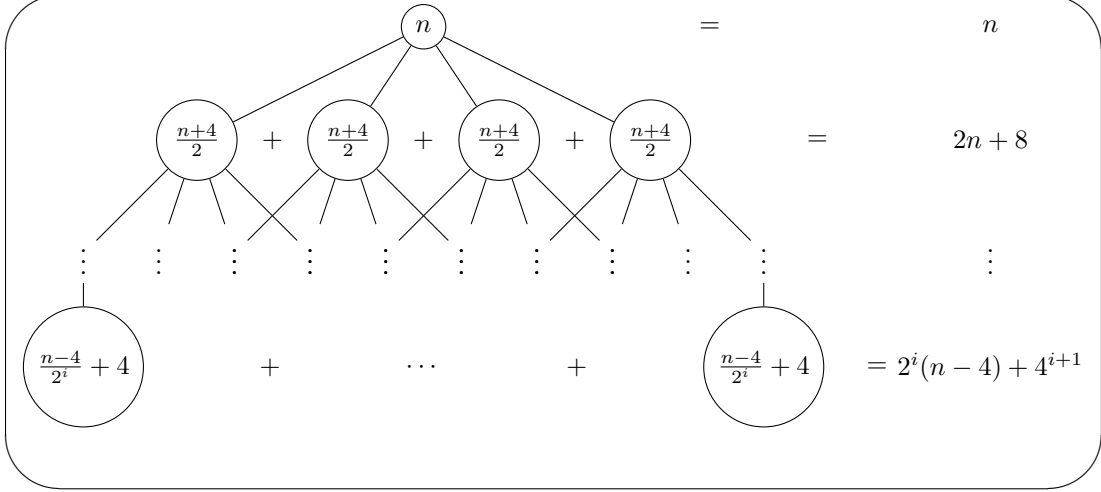 n = n
n+4/2 + n+4/2 + n+4/2 + n+4/2 = 2n + 8
⋮ ⋮ ⋮ ⋮ ⋮ ⋮ ⋮ ⋮ ⋮ ⋮ ⋮
n−4/2^i + 4 + ⋯ + n−4/2^i + 4 = 2^i(n − 4) + 4^{i+1}